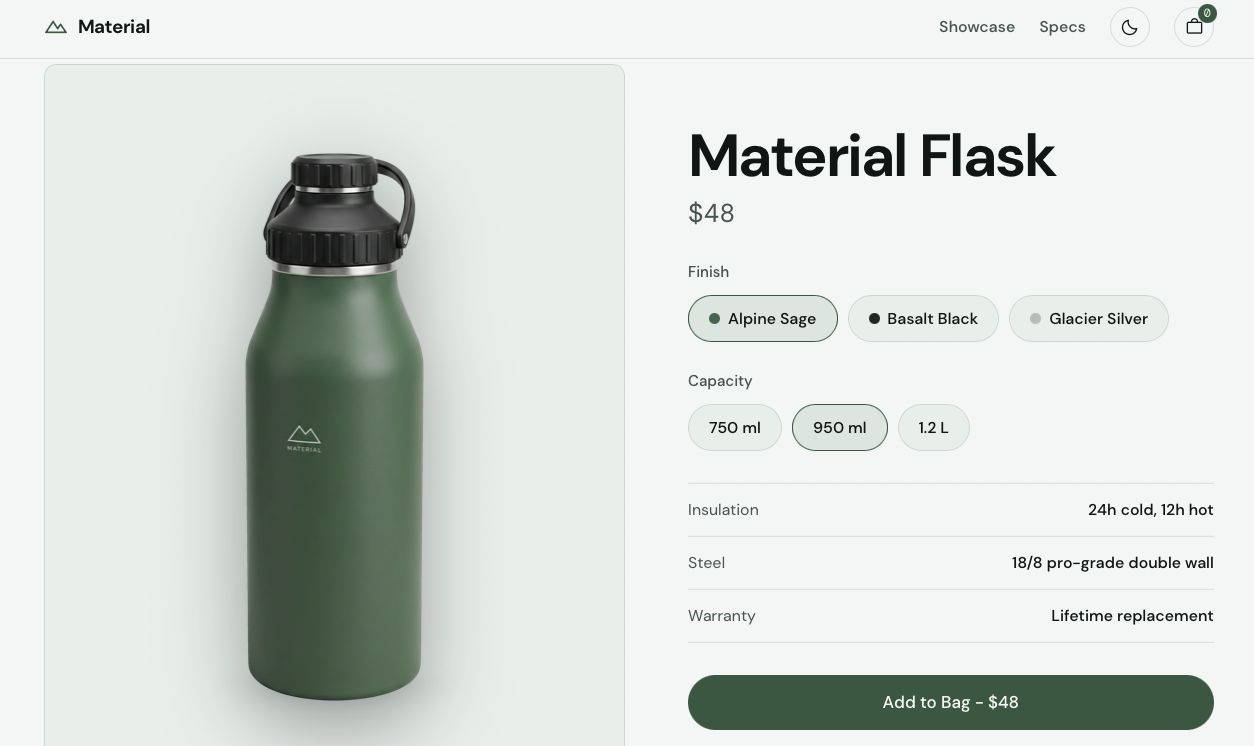 Material
Showcase Specs 0
Material Flask
$48
Finish
Alpine Sage Basalt Black Glacier Silver
Capacity
750 ml 950 ml 1.2 L
MATERIAL
Insulation 24h cold, 12h hot
Steel 18/8 pro-grade double wall
Warranty Lifetime replacement
Add to Bag - $48